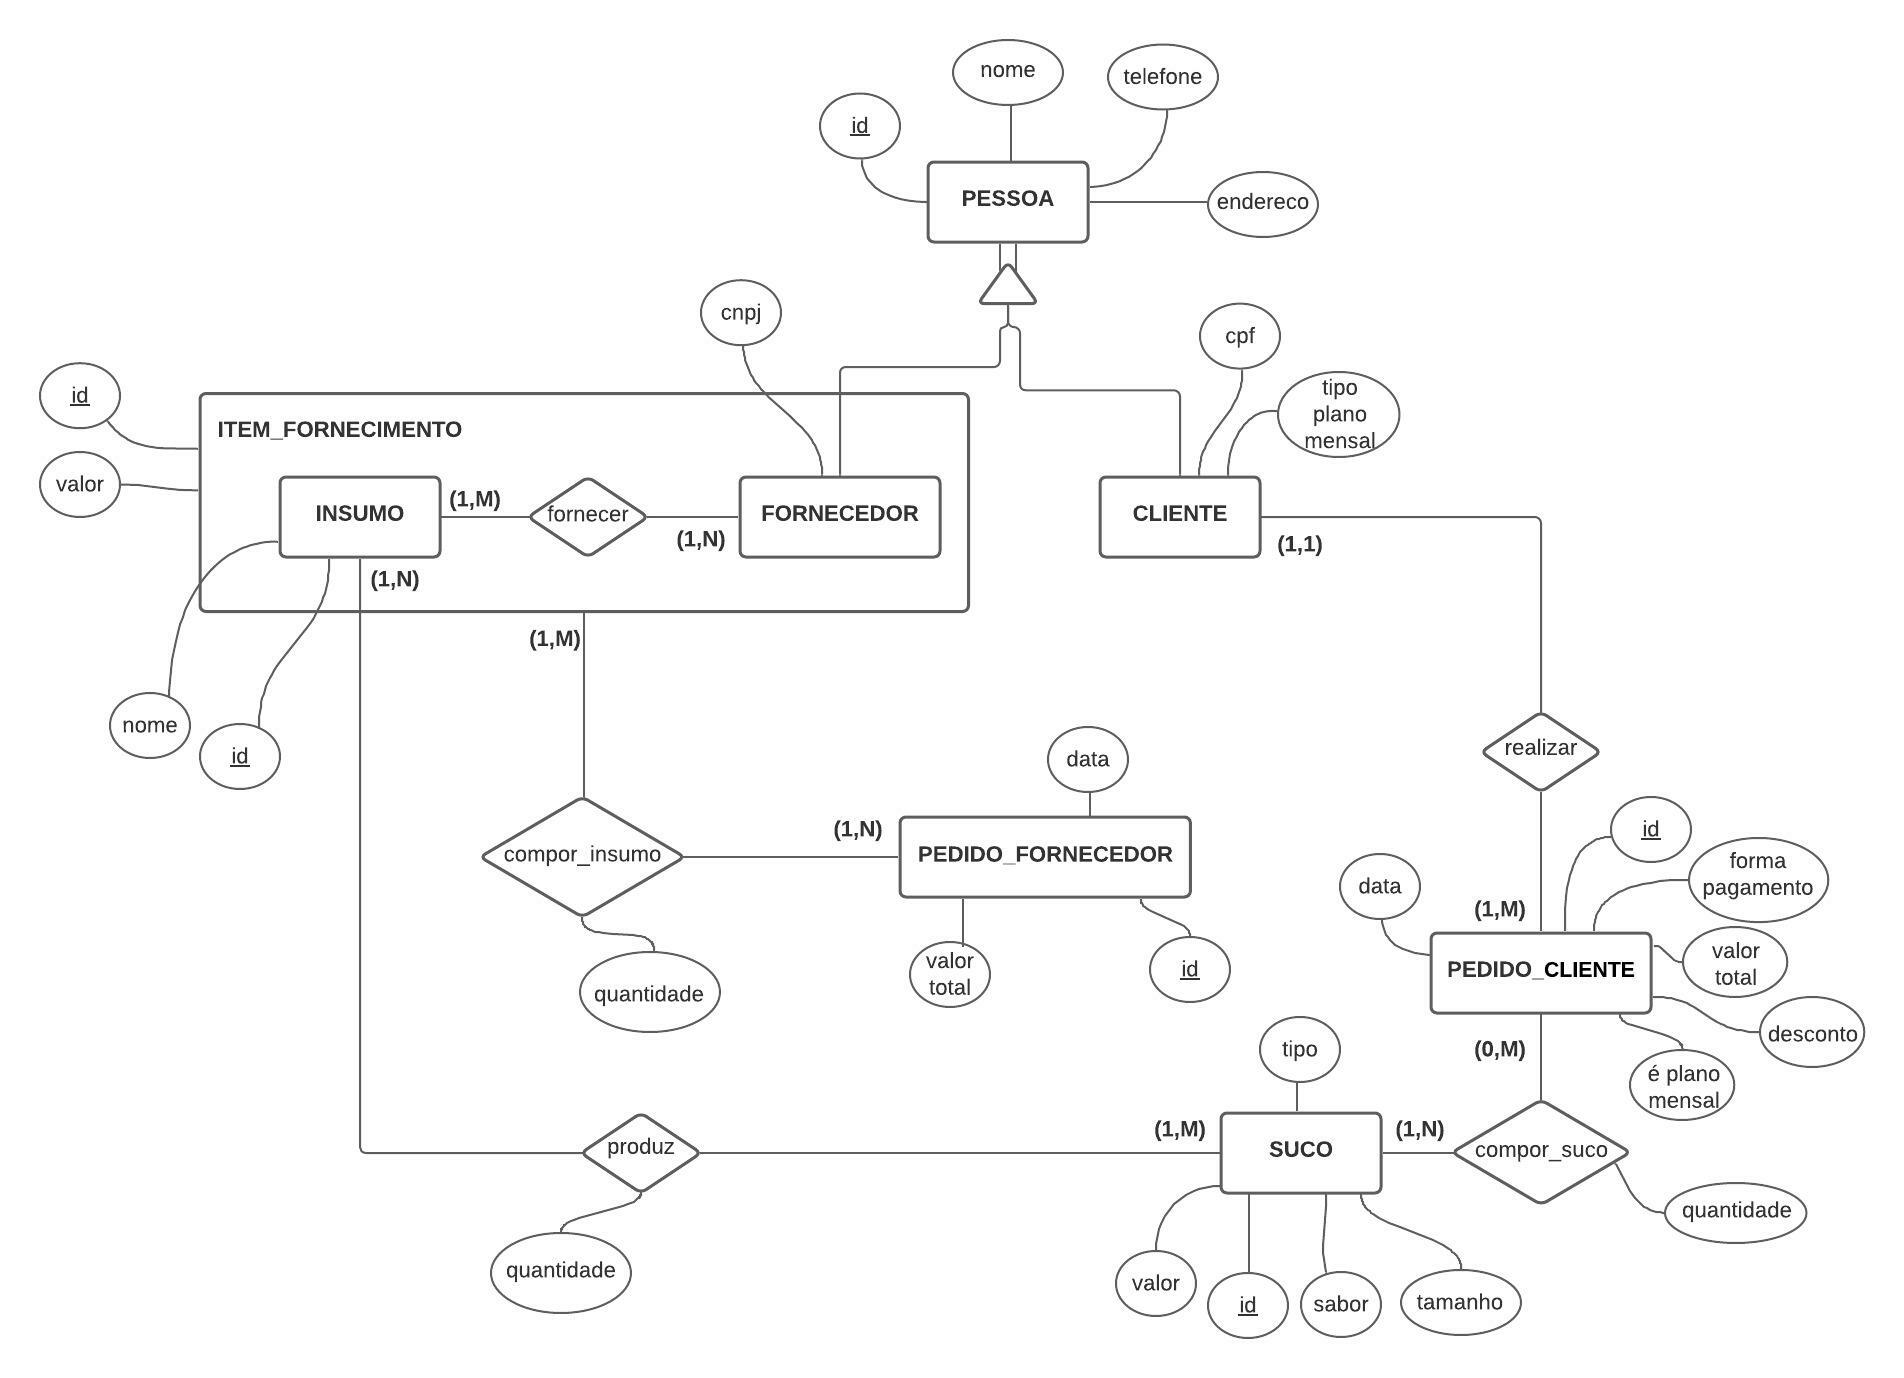 nome
telefone
id
PESSOA
endereco
cnpj
cpf
tipo
plano
mensal
id
valor
ITEM_FORNECIMENTO
INSUMO
(1,M)
fornecer
(1,N)
FORNECEDOR
CLIENTE
(1,1)
(1,N)
(1,M)
nome
id
realizar
data
compor_insumo
(1,N)
PEDIDO_FORNECEDOR
valor
total
id
quantidade
id
forma
pagamento
data
(1,M)
PEDIDO_CLIENTE
valor
total
desconto
é plano
mensal
(0,M)
tipo
produz
(1,M)
SUCO
(1,N)
compor_suco
quantidade
quantidade
valor
id
sabor
tamanho